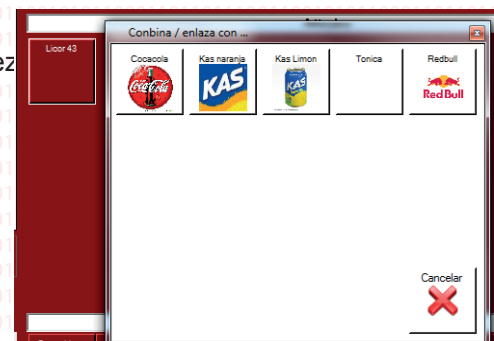 Conbina / enlaza con ...
Licor 43
ez
Cocacola
Kas naranja
Kas Limon
Tonica
Redbull
Coca-Cola
KAS
KAS
Red Bull
Cancelar